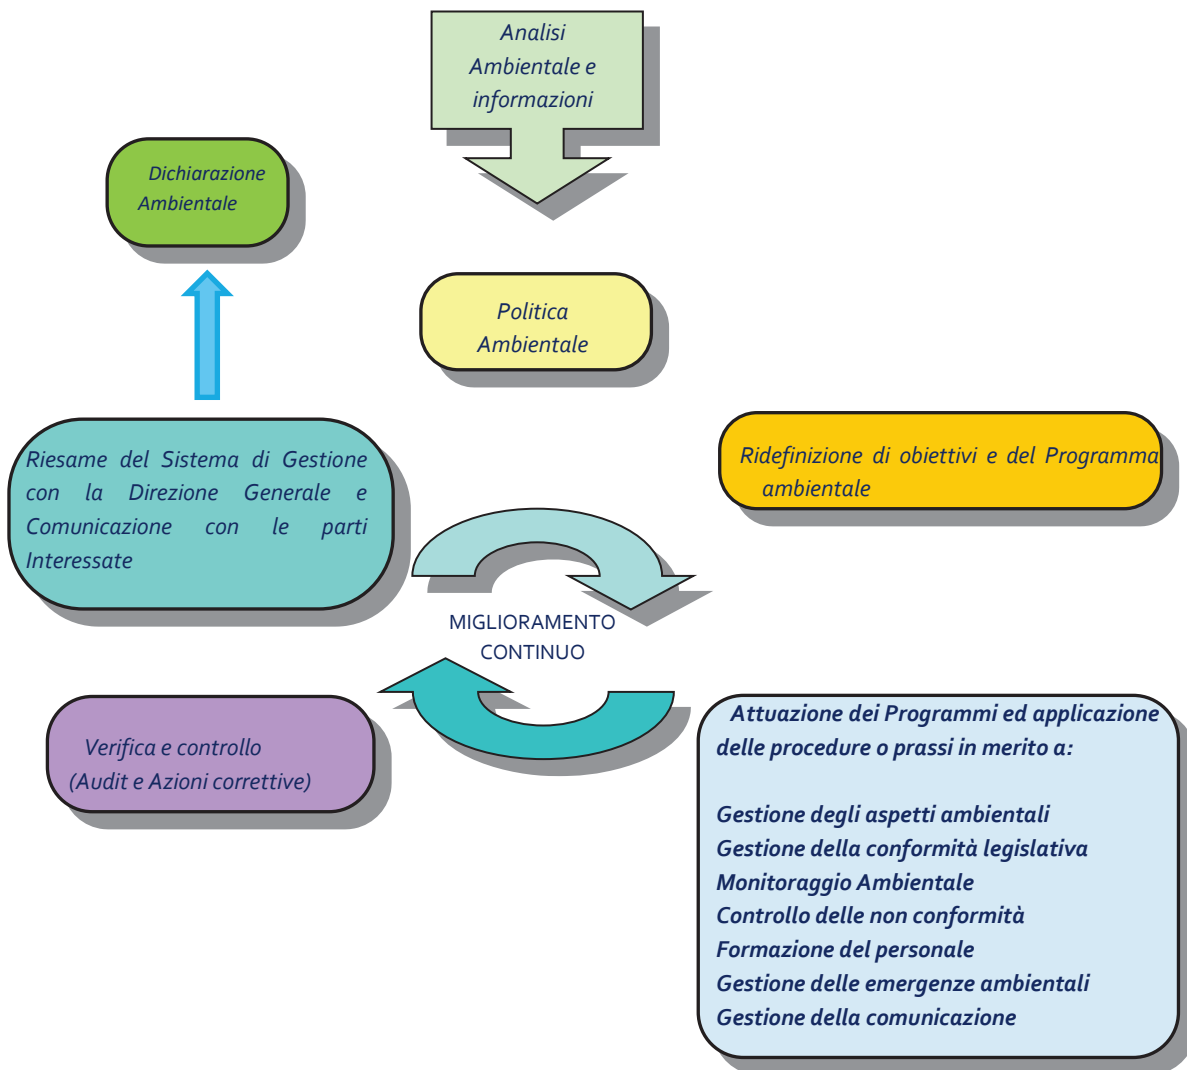 Analisi
Ambientale e
informazioni
Dichiarazione
Ambientale
Politica
Ambientale
Riesame del Sistema di Gestione
con la Direzione Generale e
Comunicazione con le parti
Interessate
Ridefinizione di obiettivi e del Programma
ambientale
MIGLIORAMENTO
CONTINUO
Verifica e controllo
(Audit e Azioni correttive)
Attuazione dei Programmi ed applicazione
delle procedure o prassi in merito a:
Gestione degli aspetti ambientali
Gestione della conformità legislativa
Monitoraggio Ambientale
Controllo delle non conformità
Formazione del personale
Gestione delle emergenze ambientali
Gestione della comunicazione